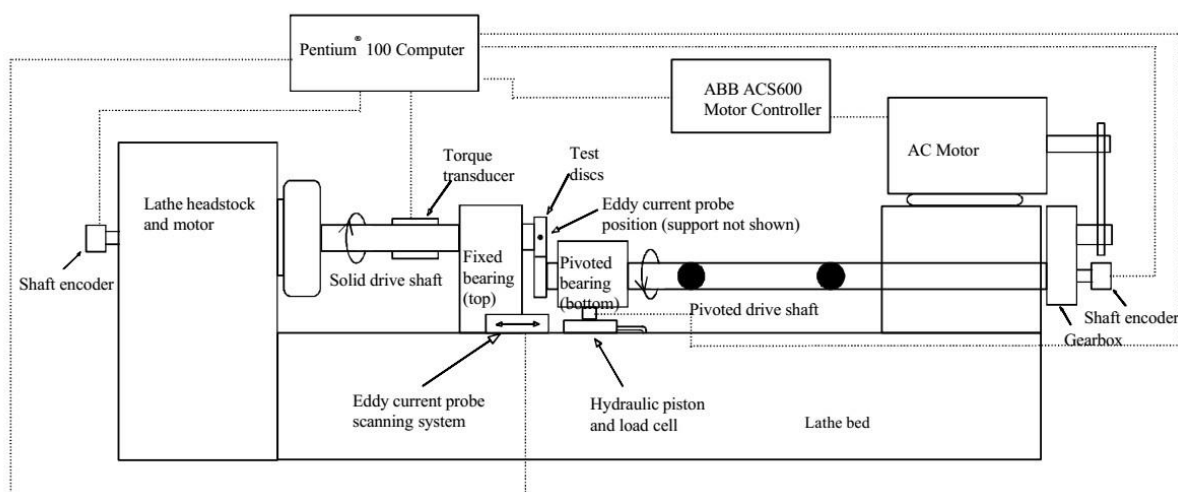 Pentium® 100 Computer
ABB ACS600
Motor Controller
AC Motor
Torque
transducer
Test
discs
Lathe headstock
and motor
Eddy current probe
position (support not shown)
Fixed
bearing
(top)
Pivoted
bearing
(bottom)
Shaft encoder
Solid drive shaft
Pivoted drive shaft
Shaft encoder
Gearbox
Eddy current probe
scanning system
Hydraulic piston
and load cell
Lathe bed